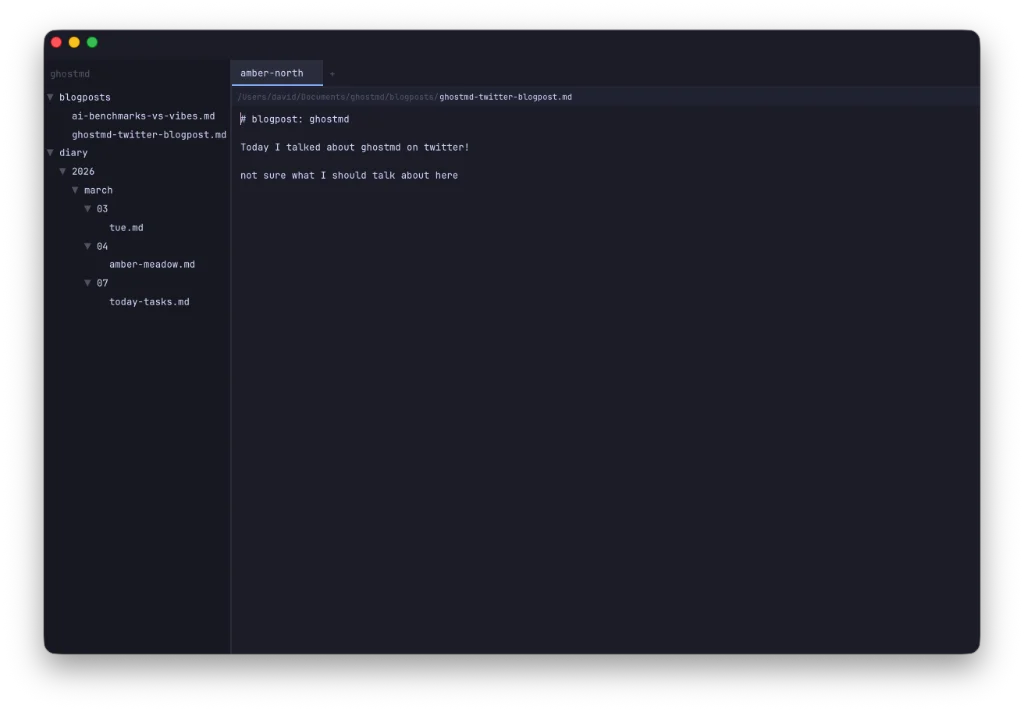 ghostmd
blogposts
ai-benchmarks-vs-vibes.md
ghostmd-twitter-blogpost.md
diary
2026
march
03
tue.md
04
amber-meadow.md
07
today-tasks.md
amber-north +
/Users/david/Documents/ghostmd/blogposts/ghostmd-twitter-blogpost.md
# blogpost: ghostmd
Today I talked about ghostmd on twitter!
not sure what I should talk about here